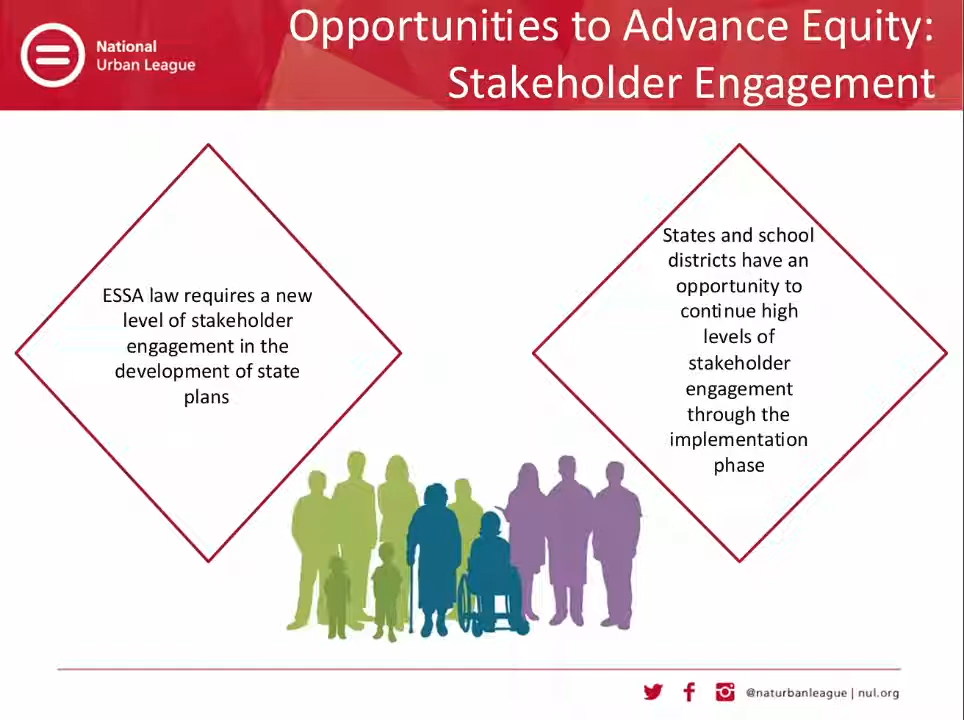 National
Urban League
Opportunities to Advance Equity:
Stakeholder Engagement
ESSA law requires a new
level of stakeholder
engagement in the
development of state
plans
States and school
districts have an
opportunity to
continue high
levels of
stakeholder
engagement
through the
implementation
phase
@naturbanleague | nul.org